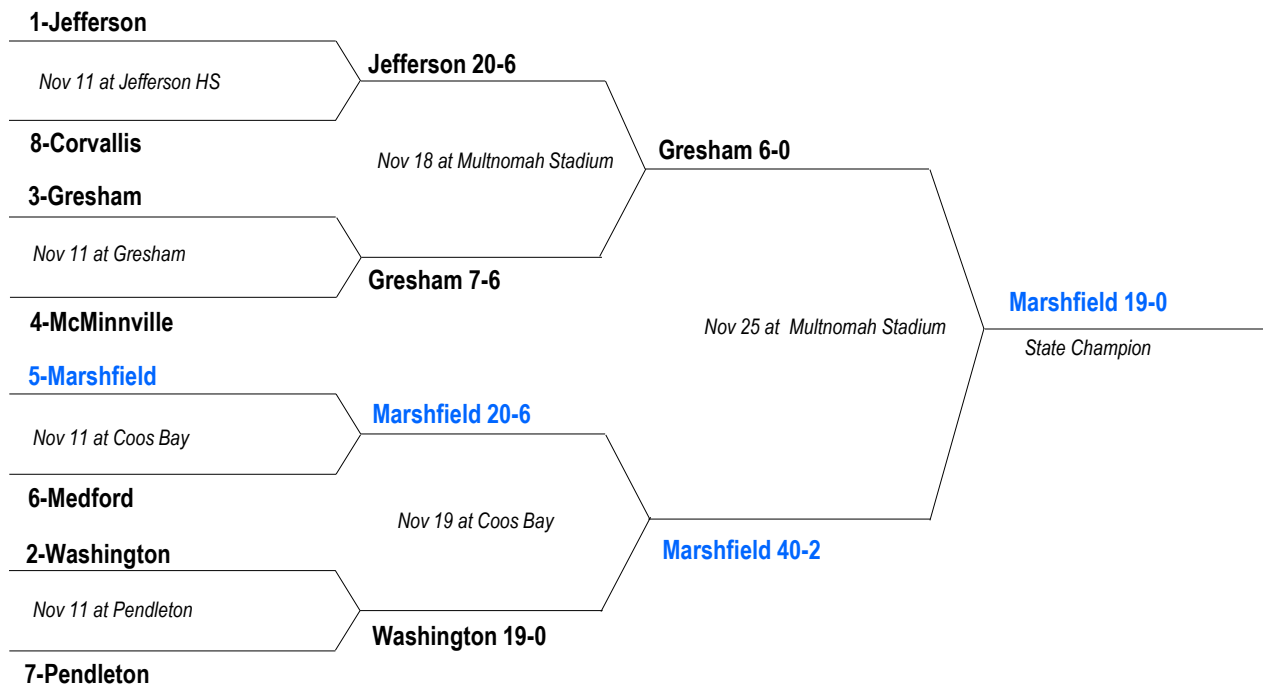 1-Jefferson
Nov 11 at Jefferson HS
8-Corvallis
Jefferson 20-6
3-Gresham
Nov 11 at Gresham
4-McMinnville
Gresham 7-6
Nov 18 at Multnomah Stadium
Gresham 6-0
5-Marshfield
Nov 11 at Coos Bay
6-Medford
Marshfield 20-6
2-Washington
Nov 11 at Pendleton
7-Pendleton
Washington 19-0
Nov 19 at Coos Bay
Marshfield 40-2
Nov 25 at Multnomah Stadium
Marshfield 19-0
State Champion